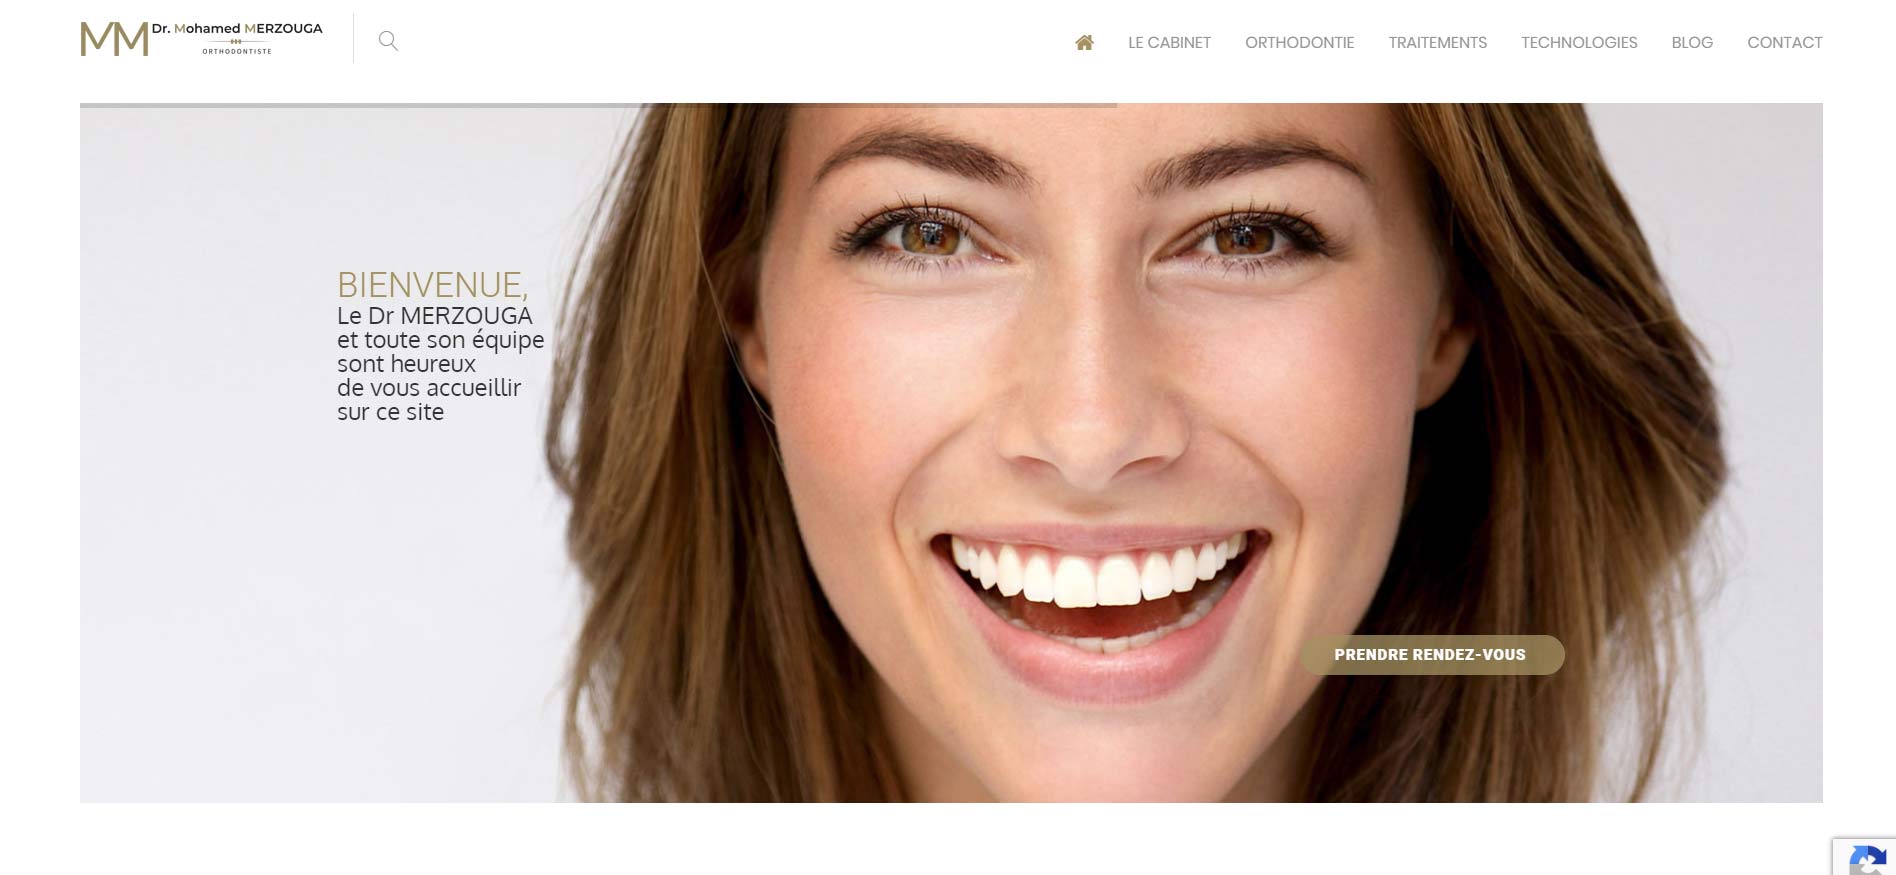 MM Dr. Mohamed MERZOUGA
ORTHODONTISTE
LE CABINET ORTHODONTIE TRAITEMENTS TECHNOLOGIES BLOG CONTACT
BIENVENUE,
Le Dr MERZOUGA
et toute son équipe
sont heureux
de vous accueillir
sur ce site
PRENDRE RENDEZ-VOUS